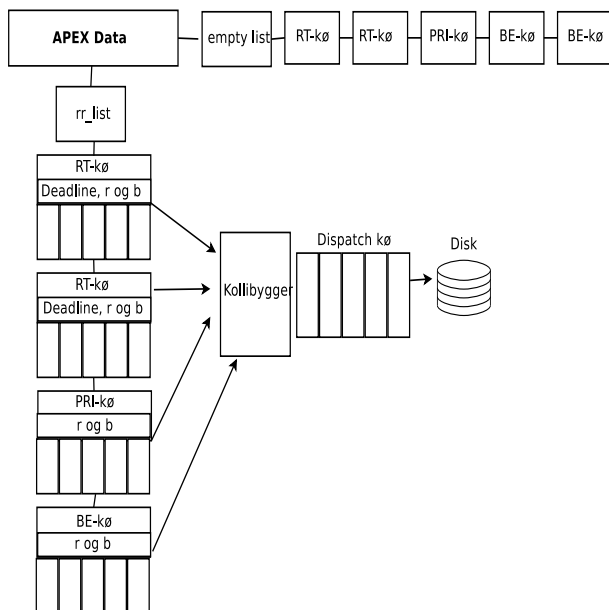 APEX Data
empty list
RT-kø
RT-kø
PRI-kø
BE-kø
BE-kø
rr_list
RT-kø
Deadline, r og b
RT-kø
Deadline, r og b
PRI-kø
r og b
BE-kø
r og b
Kollibygger
Dispatch kø
Disk